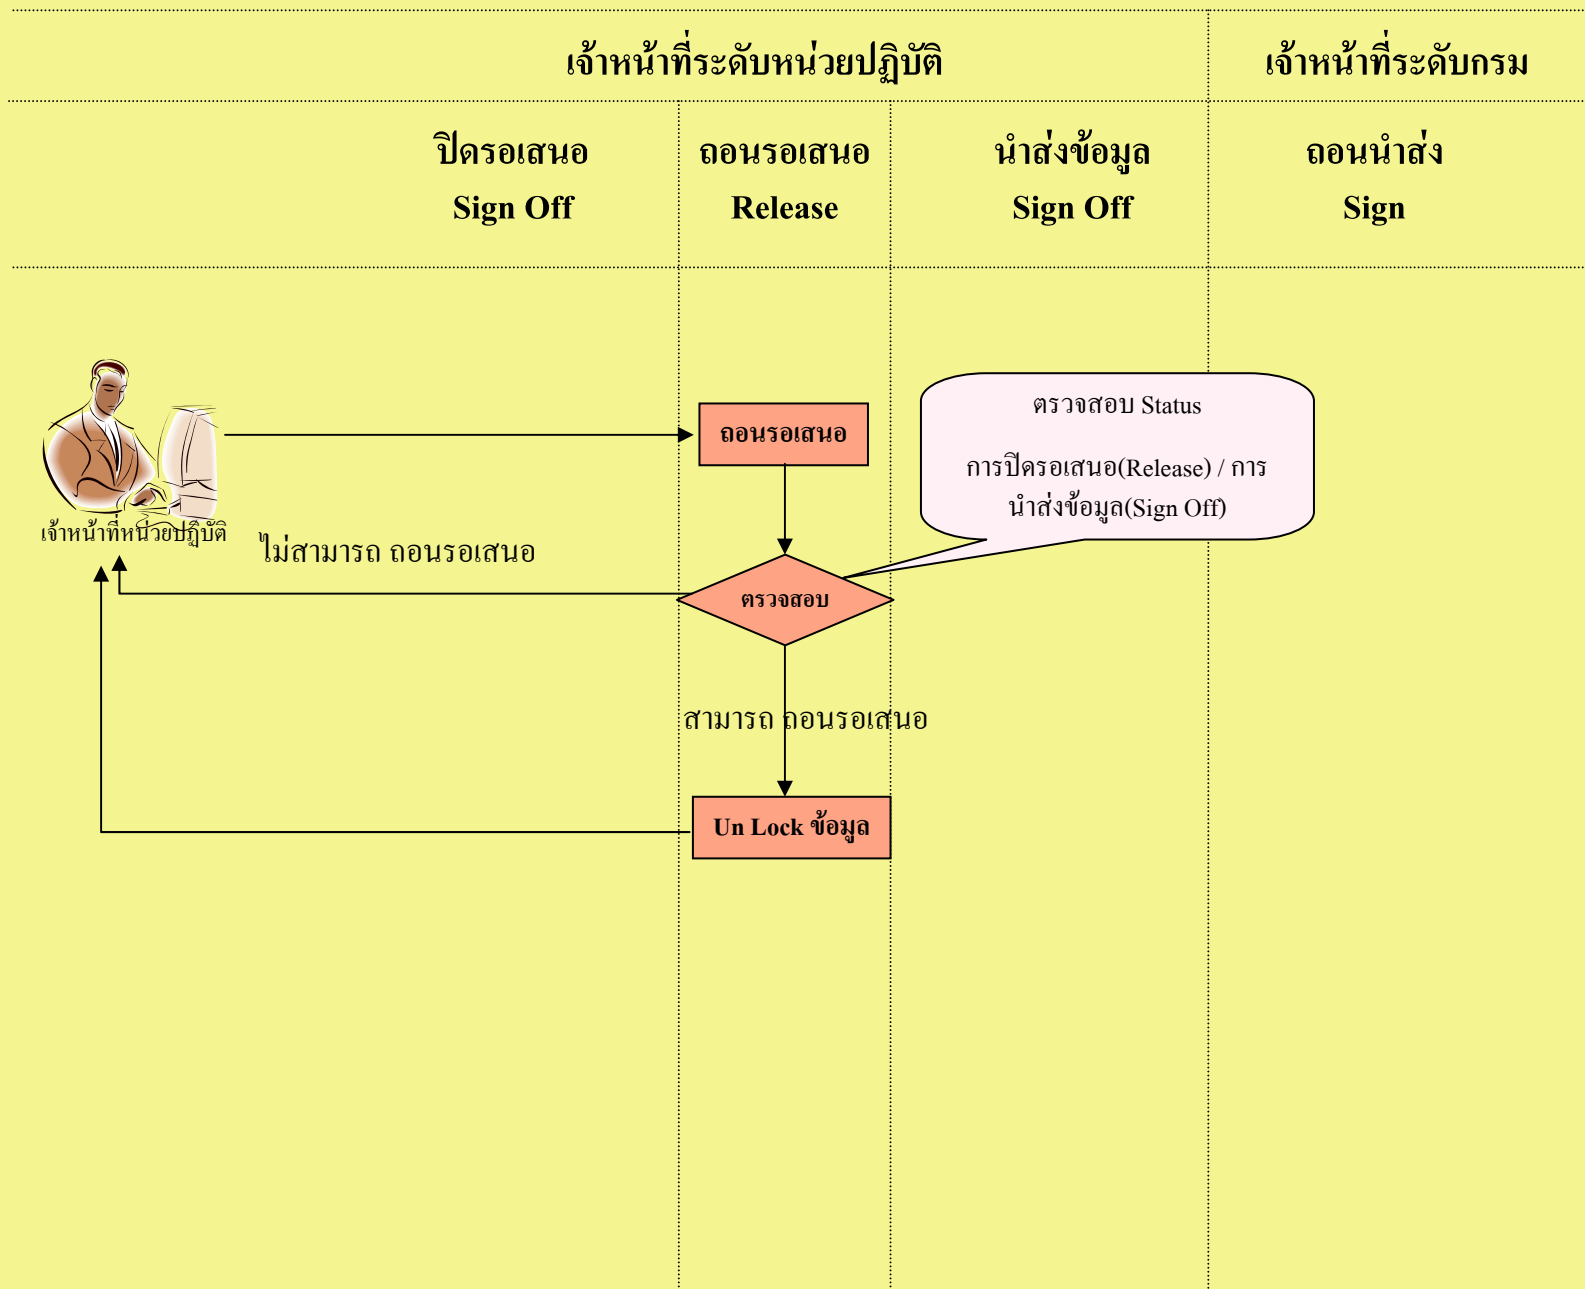 เจ้าหน้าที่ระดับหน่วยปฏิบัติ
เจ้าหน้าที่ระดับกรม
ปิดรอเสนอ
Sign Off
ถอนรอเสนอ
Release
นำส่งข้อมูล
Sign Off
ถอนนำส่ง
Sign
ตรวจสอบ Status
การปิดรอเสนอ(Release) / การ
นำส่งข้อมูล(Sign Off)
ถอนรอเสนอ
เจ้าหน้าที่หน่วยปฏิบัติ
ไม่สามารถ ถอนรอเสนอ
ตรวจสอบ
สามารถ ถอนรอเสนอ
Un Lock ข้อมูล